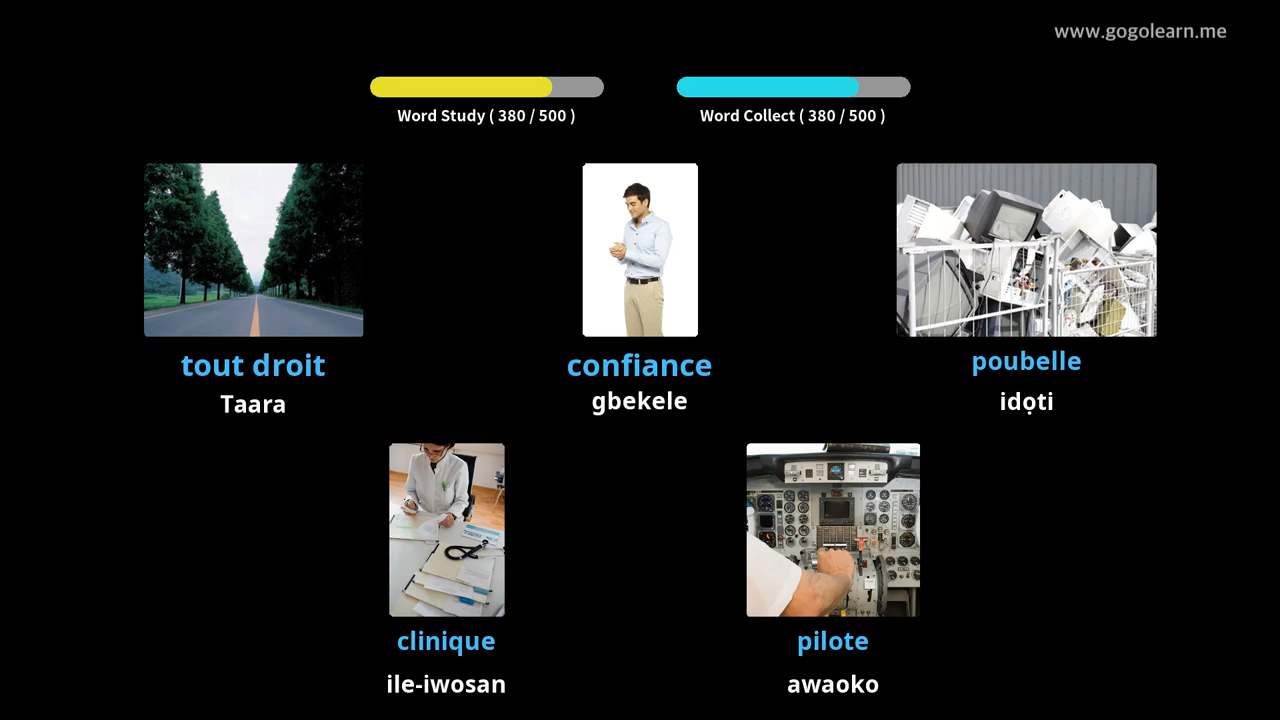 www.gogolearn.me
Word Study ( 380 / 500 )
Word Collect ( 380 / 500 )
tout droit
Taara
confiance
gbekele
poubelle
idọti
clinique
ile-iwosan
pilote
awaoko